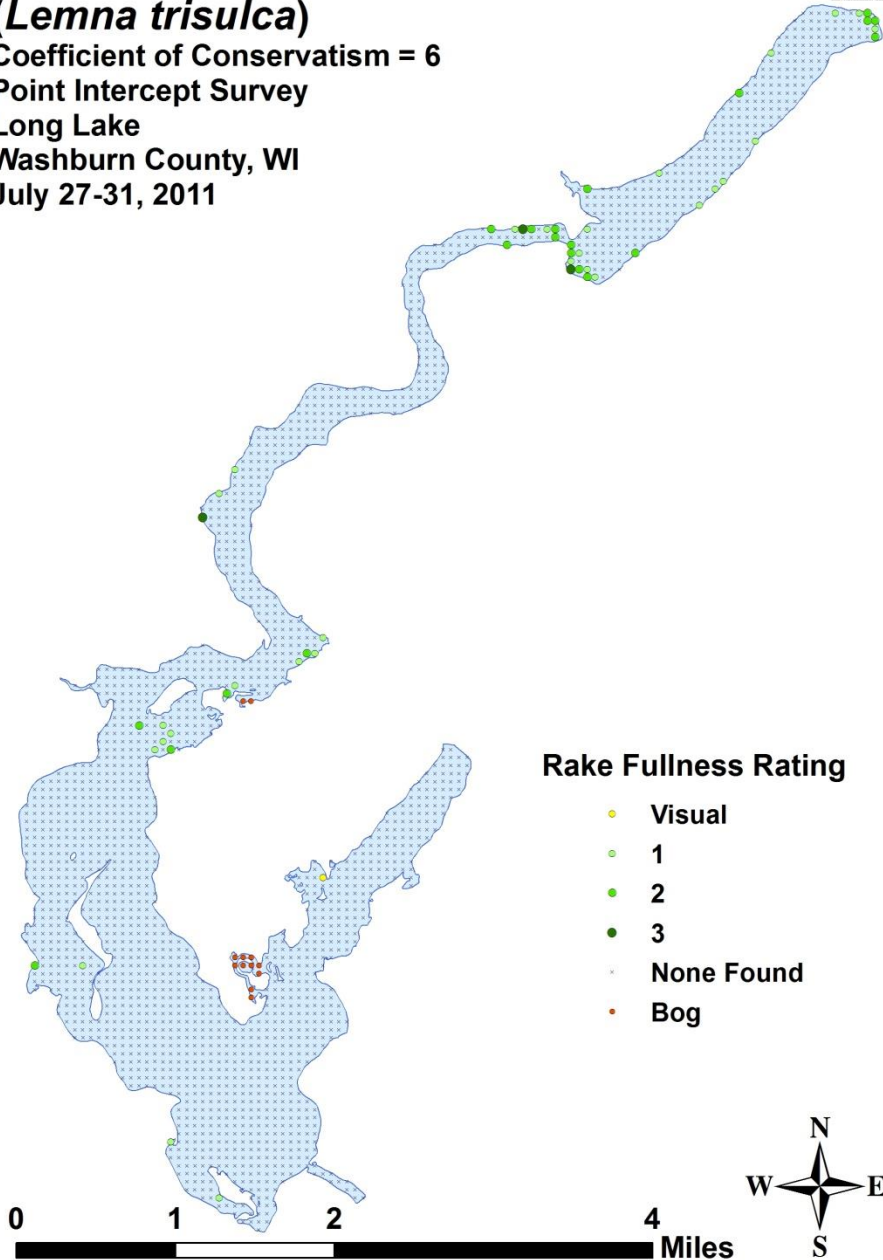 (Lemna trisulca)
Coefficient of Conservatism = 6
Point Intercept Survey
Long Lake
Washburn County, WI
July 27-31, 2011
Rake Fullness Rating
Visual
1
2
3
None Found
Bog
N
W E
S
0 1 2 4
Miles